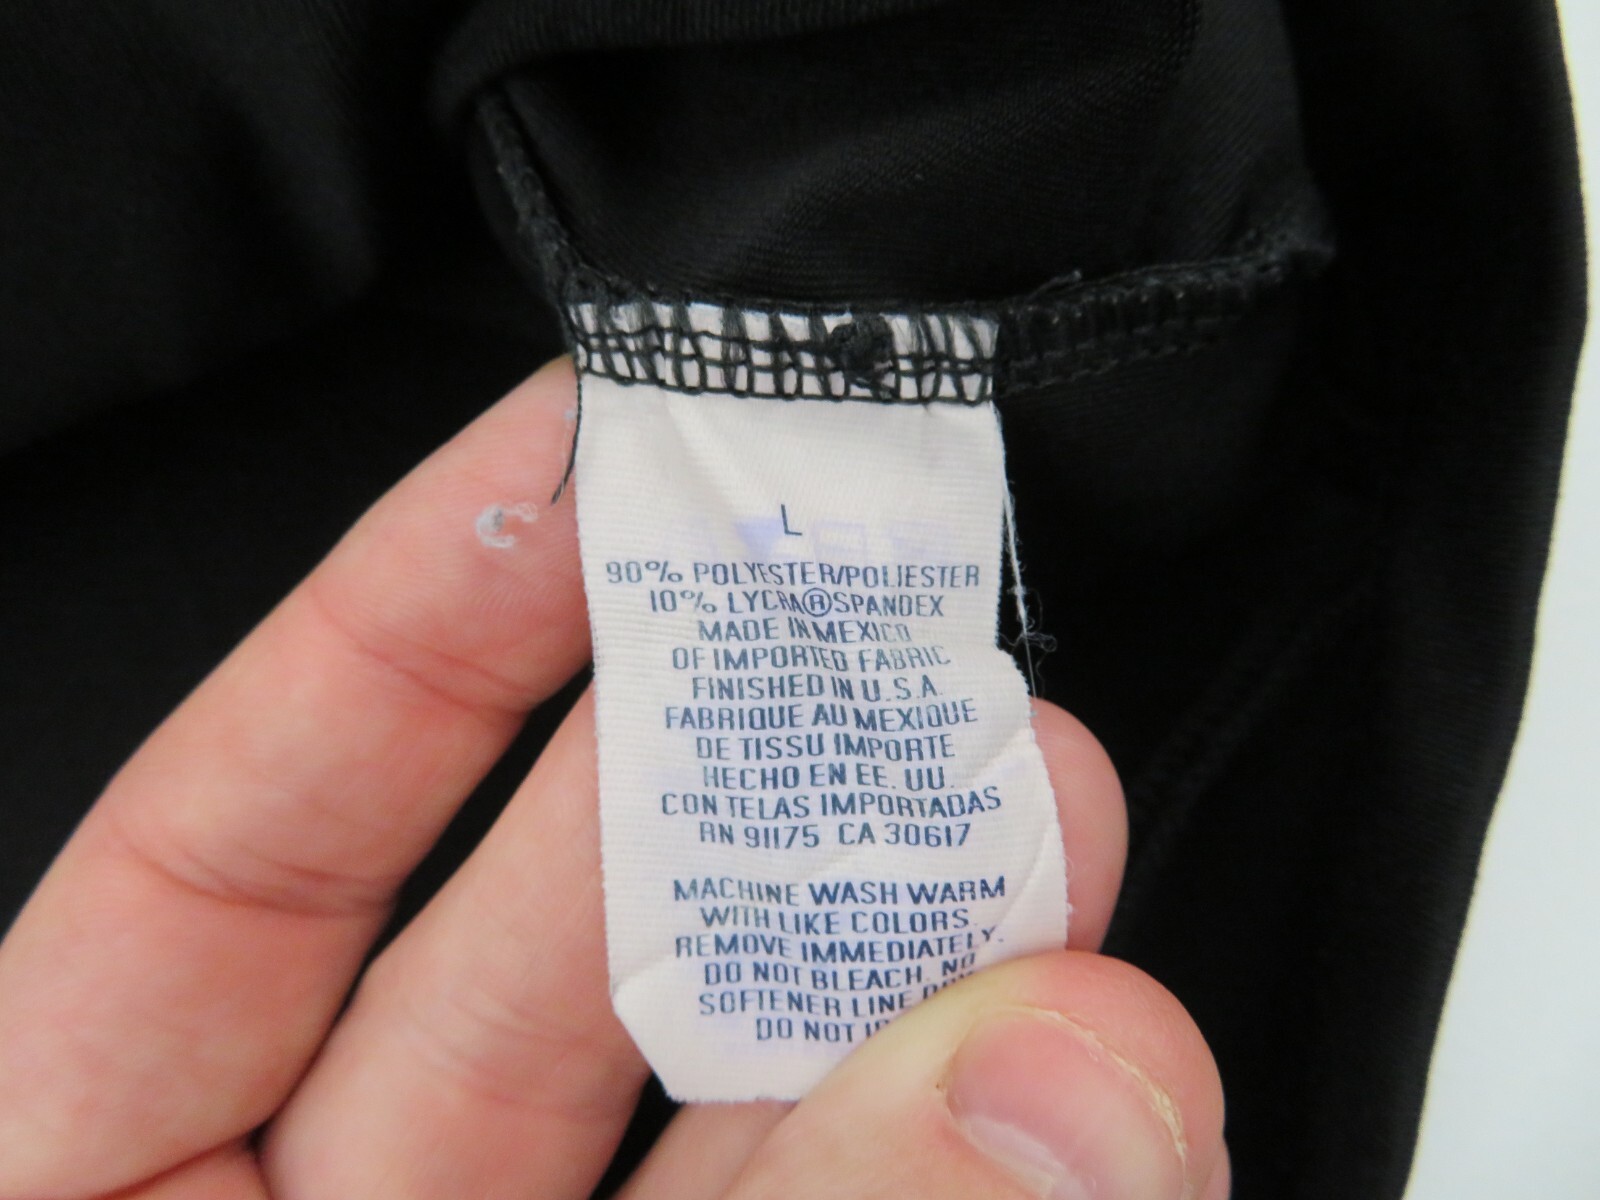 L
90% POLYESTER/POLIESTER
10% LYCRA®SPANDEX
MADE IN MEXICO
OF IMPORTED FABRIC
FINISHED IN U.S.A.
FABRIQUE AU MEXIQUE
DE TISSU IMPORTE
HECHO EN EE. UU.
CON TELAS IMPORTADAS
RN 91175 CA 30617
MACHINE WASH WARM
WITH LIKE COLORS.
REMOVE IMMEDIATELY.
DO NOT BLEACH. NO
SOFTENER LINE
DO NOT